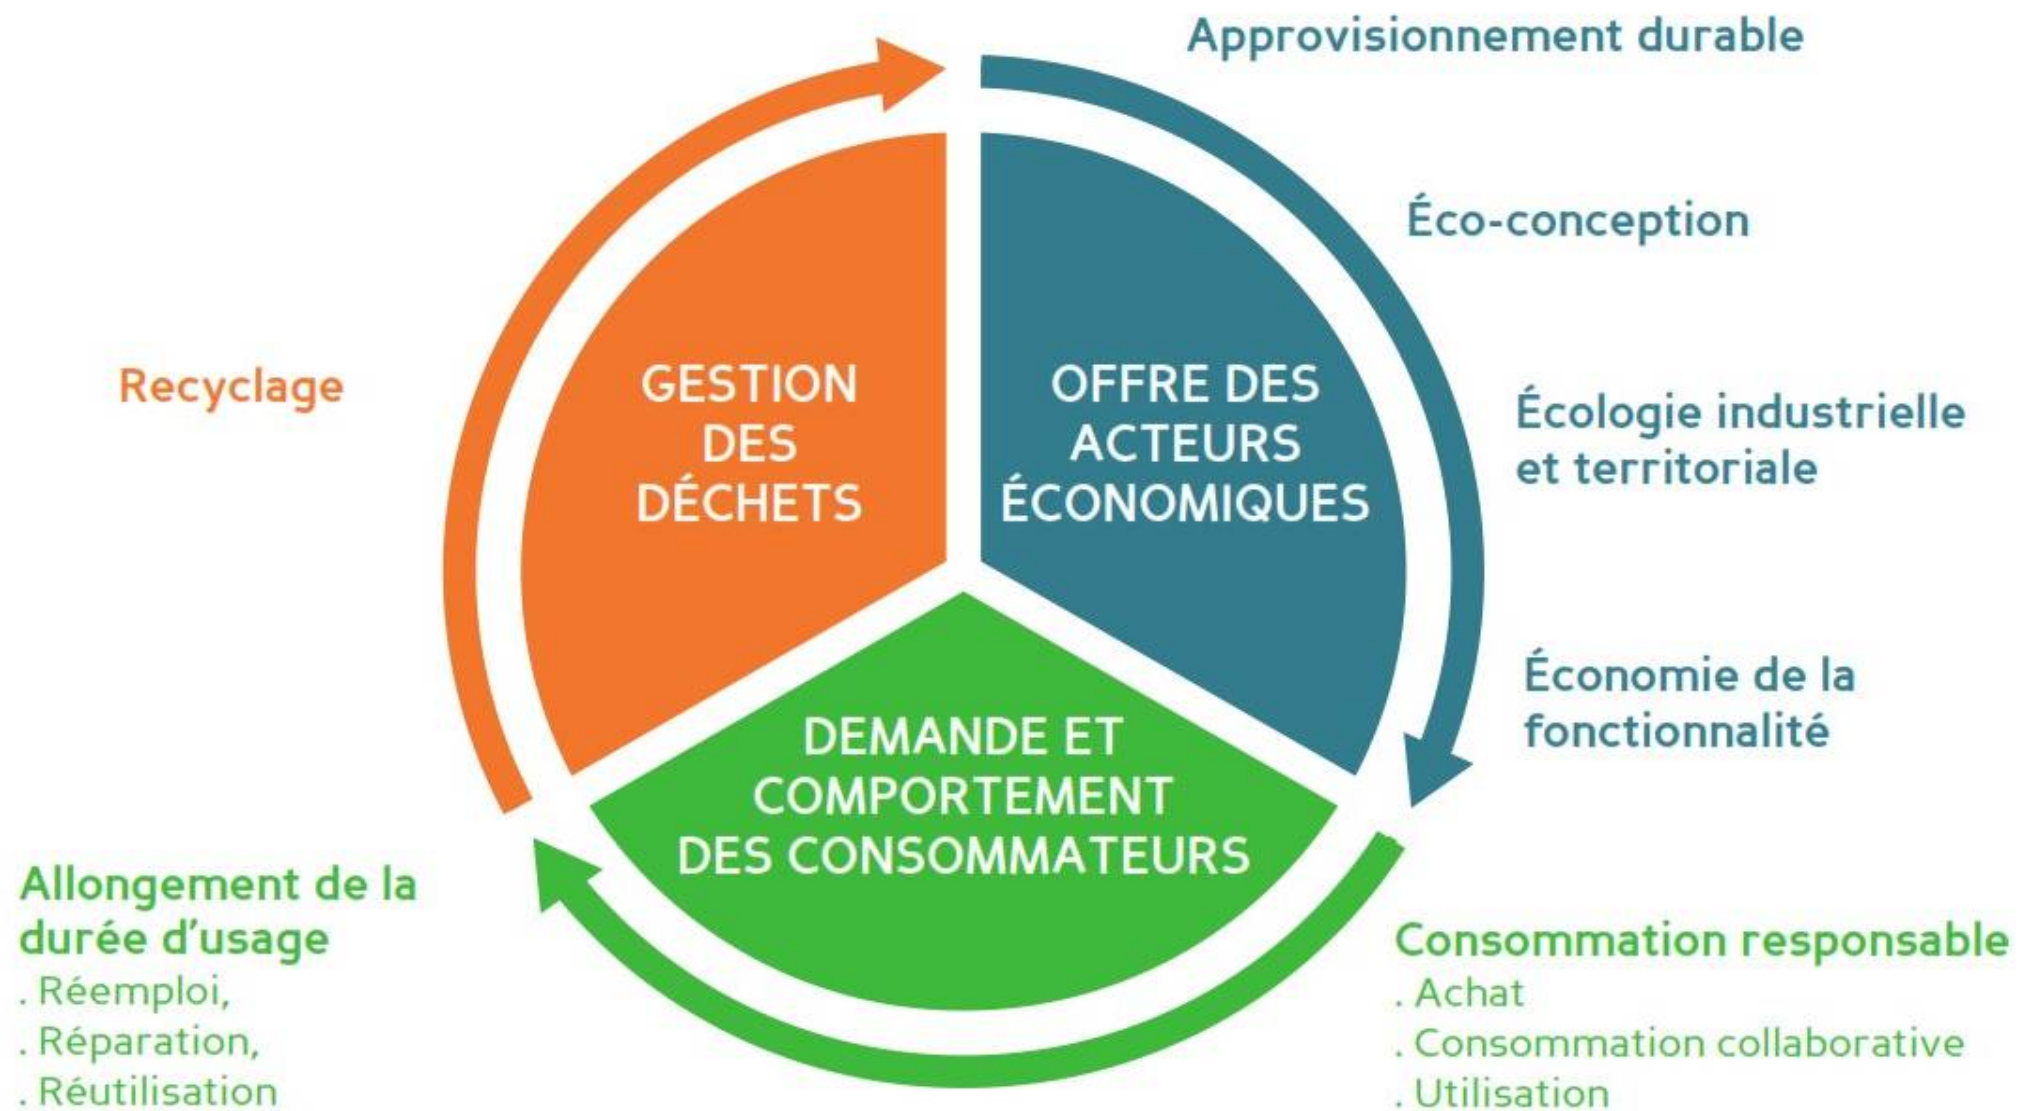 Approvisionnement durable
Éco-conception
Écologie industrielle
et territoriale
Économie de la
fonctionnalité
OFFRE DES
ACTEURS
ÉCONOMIQUES
GESTION
DES
DÉCHETS
Recyclage
DEMANDE ET
COMPORTEMENT
DES CONSOMMATEURS
Consommation responsable
. Achat
. Consommation collaborative
. Utilisation
Allongement de la
durée d’usage
. Réemploi,
. Réparation,
. Réutilisation